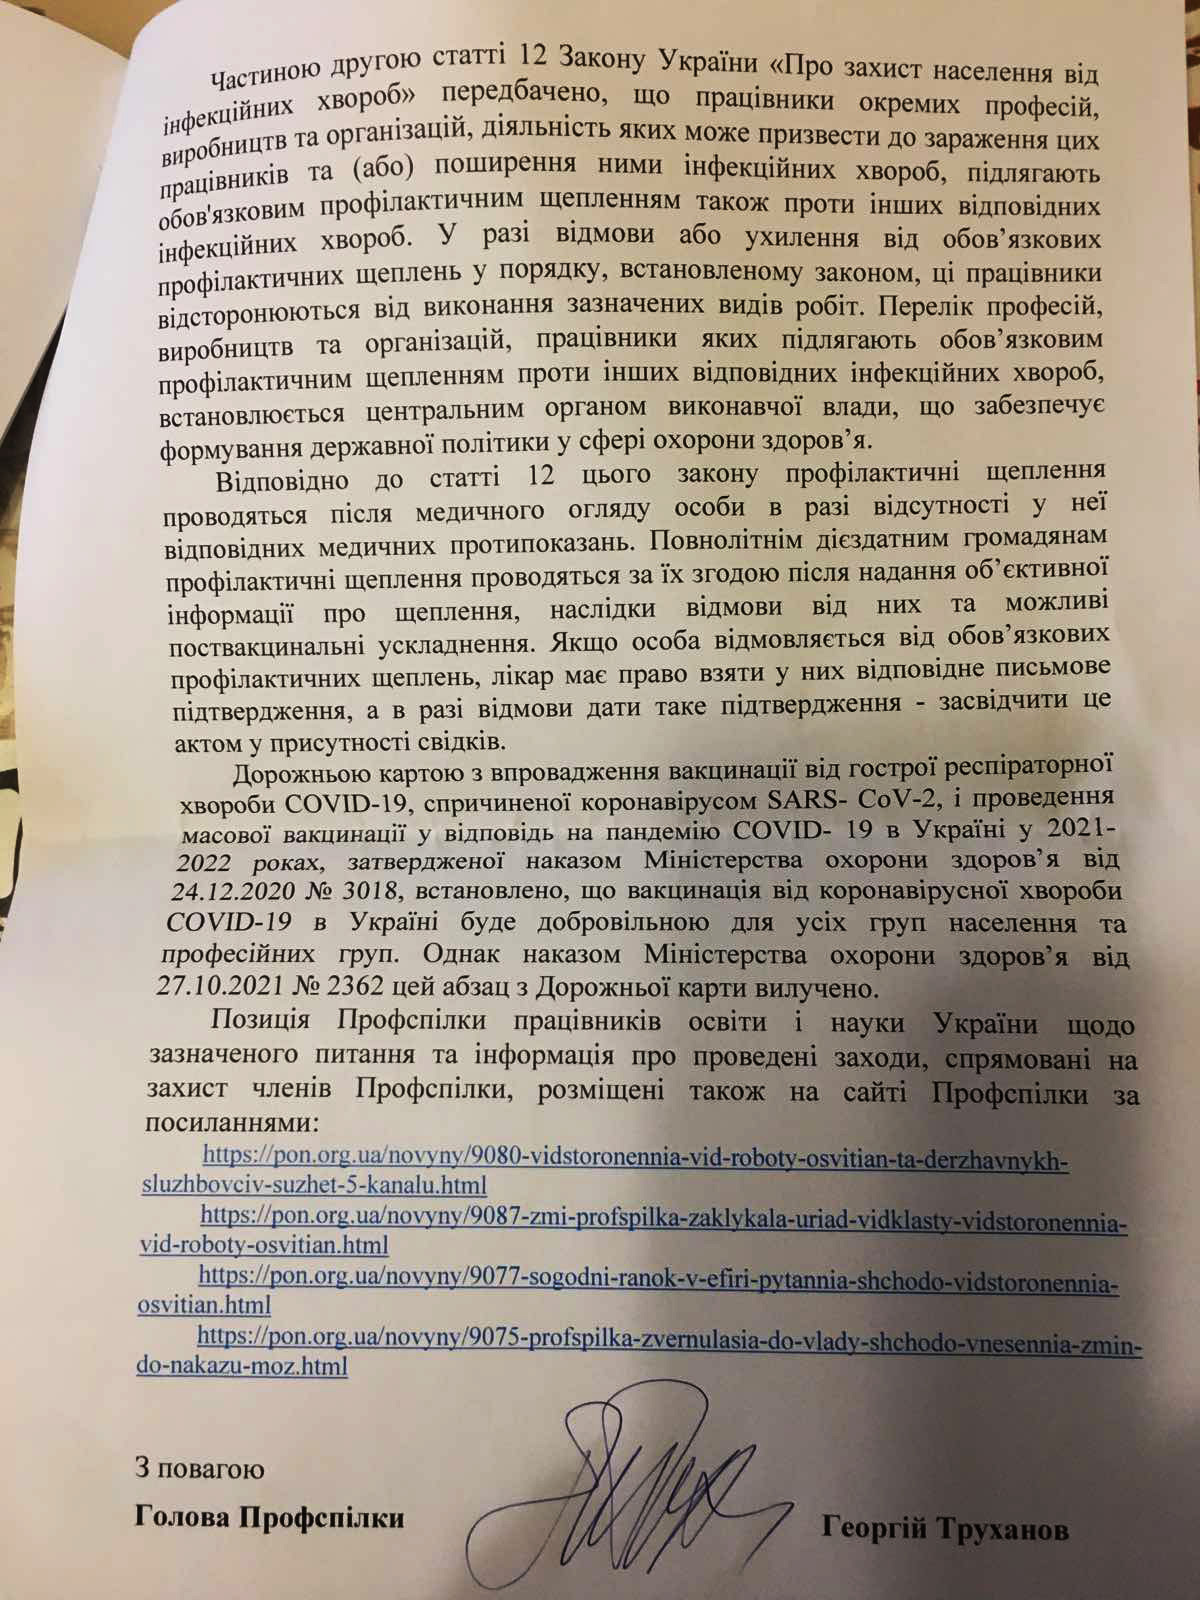 Частиною другою статті 12 Закону України «Про захист населення від
інфекційних хвороб» передбачено, що працівники окремих професій,
виробництв та організацій, діяльність яких може призвести до зараження цих
працівників та (або) поширення ними інфекційних хвороб, підлягають
обов'язковим профілактичним щепленням також проти інших відповідних
інфекційних хвороб. У разі відмови або ухилення від обов’язкових
профілактичних щеплень у порядку, встановленому законом, ці працівники
відсторонюються від виконання зазначених видів робіт. Перелік професій,
виробництв та організацій, працівники яких підлягають обов’язковим
профілактичним щепленням проти інших відповідних інфекційних хвороб,
встановлюється центральним органом виконавчої влади, що забезпечує
формування державної політики у сфері охорони здоров’я.
Відповідно до статті 12 цього закону профілактичні щеплення
проводяться після медичного огляду особи в разі відсутності у неї
відповідних медичних протипоказань. Повнолітнім дієздатним громадянам
профілактичні щеплення проводяться за їх згодою після надання об’єктивної
інформації про щеплення, наслідки відмови від них та можливі
поствакцинальні ускладнення. Якщо особа відмовляється від обов’язкових
профілактичних щеплень, лікар має право взяти у них відповідне письмове
підтвердження, а в разі відмови дати таке підтвердження - засвідчити це
актом у присутності свідків.
Дорожньою картою з впровадження вакцинації від гострої респіраторної
хвороби COVID-19, спричиненої коронавірусом SARS- CoV-2, і проведення
масової вакцинації у відповідь на пандемію COVID- 19 в Україні у 2021-
2022 роках, затвердженої наказом Міністерства охорони здоров’я від
24.12.2020 № 3018, встановлено, що вакцинація від коронавірусної хвороби
COVID-19 в Україні буде добровільною для усіх груп населення та
професійних груп. Однак наказом Міністерства охорони здоров’я від
27.10.2021 № 2362 цей абзац з Дорожньої карти вилучено.
Позиція Профспілки працівників освіти і науки України щодо
зазначеного питання та інформація про проведені заходи, спрямовані на
захист членів Профспілки, розміщені також на сайті Профспілки за
посиланнями:
https://pon.org.ua/novyny/9080-vidstoronennia-vid-roboty-osvitian-ta-derzhavnykh-
sluzhbovciv-suzhet-5-kanalu.html
https://pon.org.ua/novyny/9087-zmi-profspilka-zaklykala-uriad-vidklasty-vidstoronennia-
vid-roboty-osvitian.html
https://pon.org.ua/novyny/9077-sogodni-ranok-v-efiri-pytannia-shchodo-vidstoronennia-
osvitian.html
https://pon.org.ua/novyny/9075-profspilka-zvernulasia-do-vlady-shchodo-vnesennia-zmin-
do-nakazu-moz.html
З повагою
Голова Профспілки Георгій Труханов